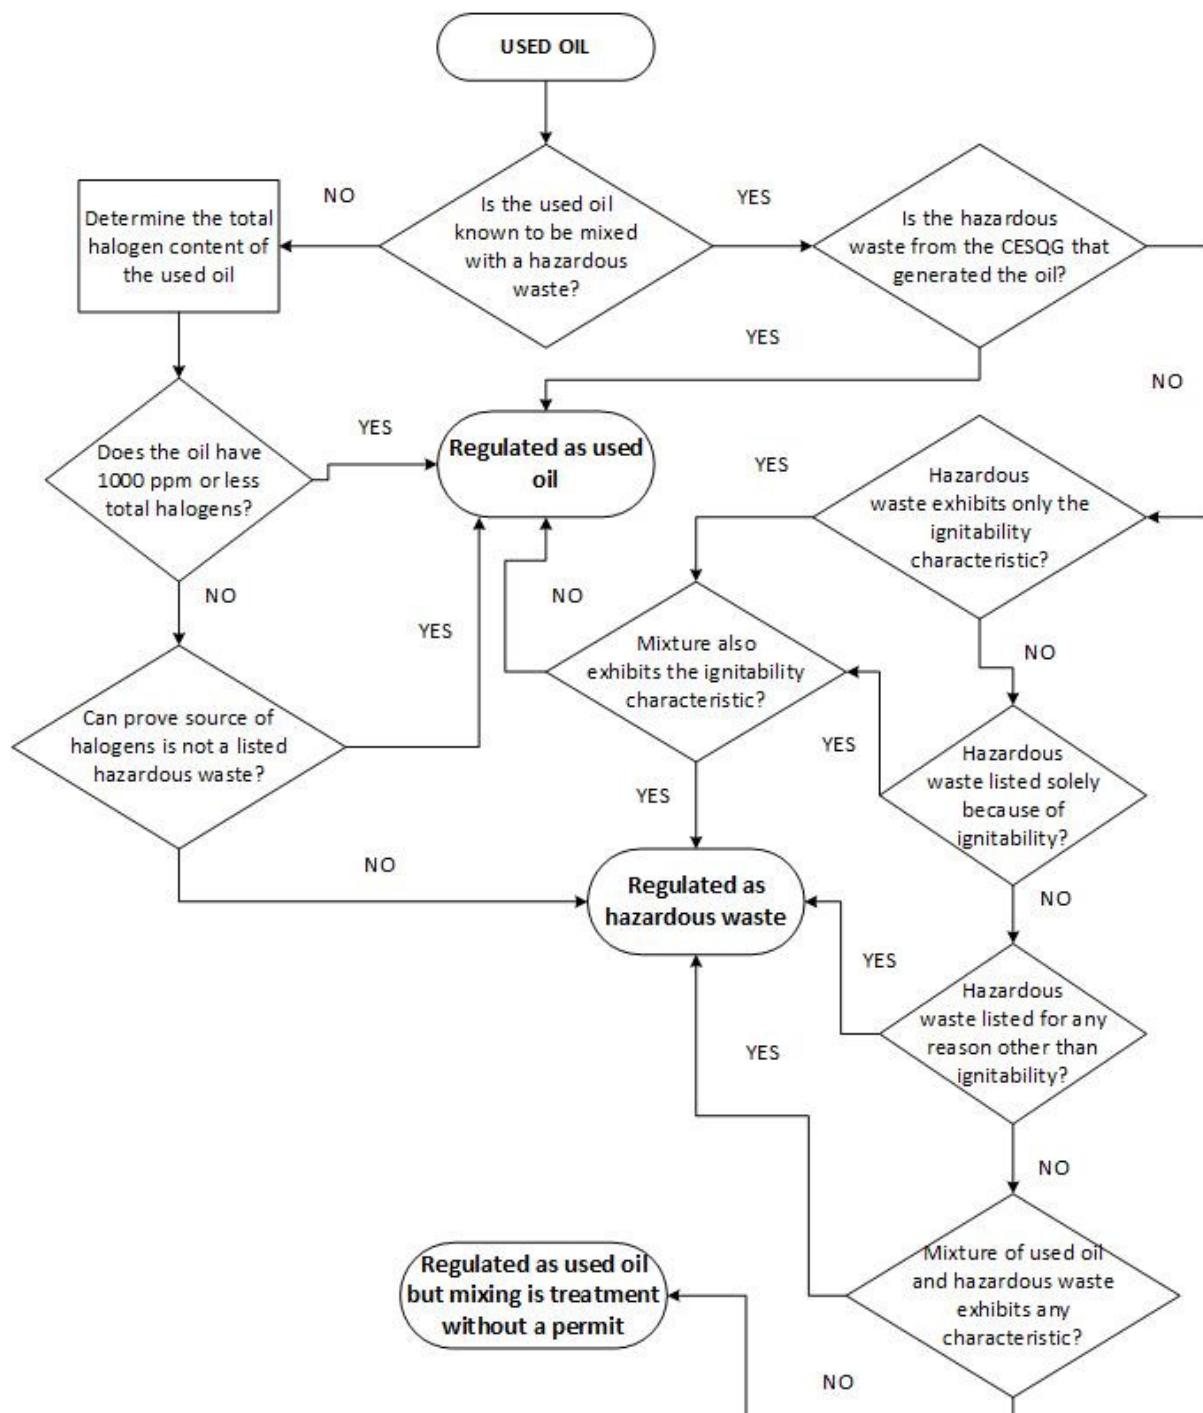 USED OIL
NO
YES
Determine the total
halogen content of
the used oil
Is the used oil
known to be mixed
with a hazardous
waste?
Is the hazardous
waste from the CESQG that
generated the oil?
YES
NO
YES
Does the oil have
1000 ppm or less
total halogens?
Regulated as used
oil
YES
Hazardous
waste exhibits only the
ignitability
characteristic?
NO
NO
YES
Mixture also
exhibits the ignitability
characteristic?
NO
Can prove source of
halogens is not a listed
hazardous waste?
YES
YES
Hazardous
waste listed solely
because of
ignitability?
NO
Regulated as
hazardous waste
NO
YES
Hazardous
waste listed for any
reason other than
ignitability?
YES
NO
Regulated as used oil
but mixing is treatment
without a permit
Mixture of used oil
and hazardous waste
exhibits any
characteristic?
NO